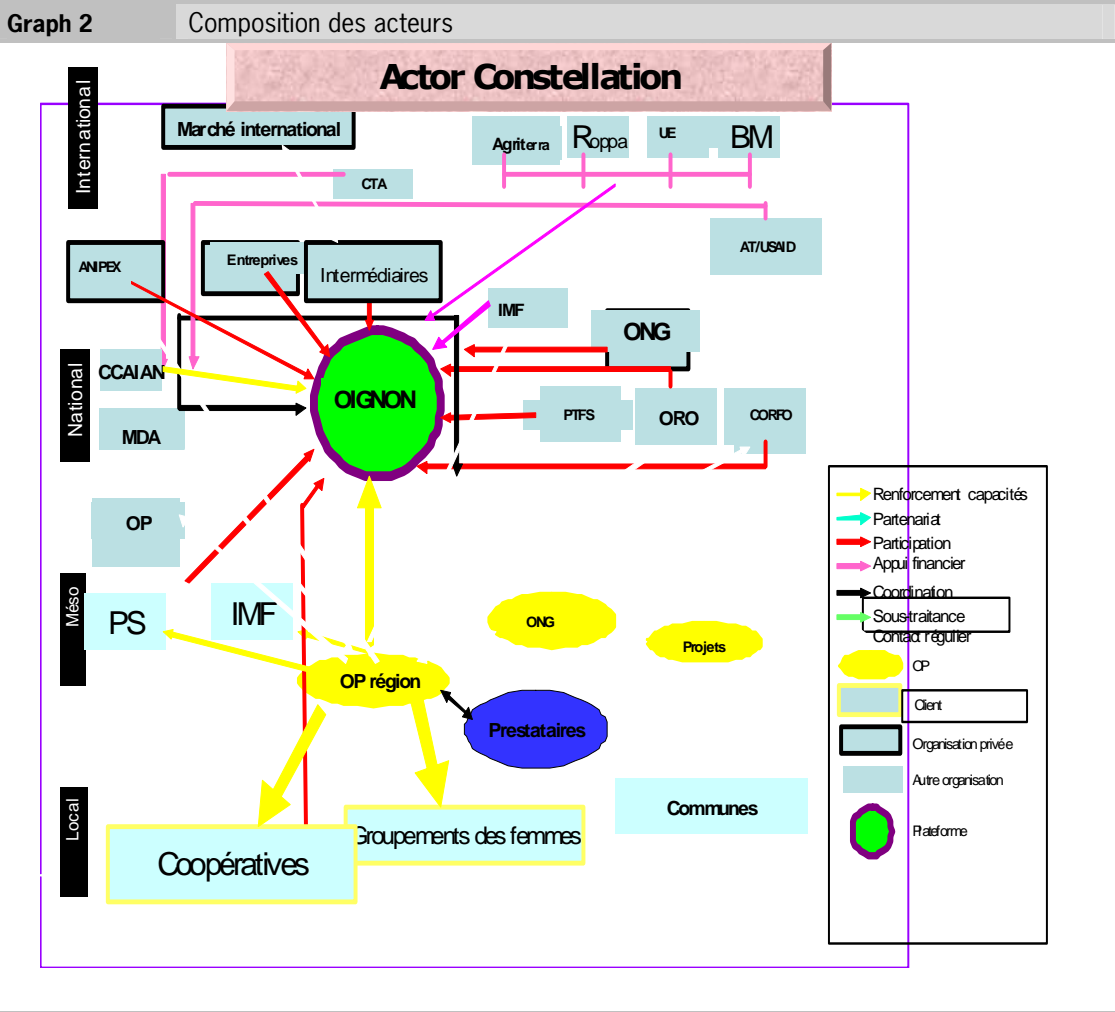 Graph 2 Composition des acteurs
Actor Constellation
International
Marché international
Agriterra
Roppa
UE
BM
CTA
AT/USAID
ANIPEX
Entreprives
Intermédiaires
IMF
ONG
National
CCAIAN
OIGNON
PTFS
ORO
CORFO
MDA
OP
Méso
PS
IMF
ONG
Projets
OP région
Prestataires
Local
Communes
Groupements des femmes
Coopératives
Renforcement capacités
Partenariat
Participation
Appui financier
Coordination
Sous-traitance
Contact régulier
OP
Client
Organisation privée
Autre organisation
Plateforme